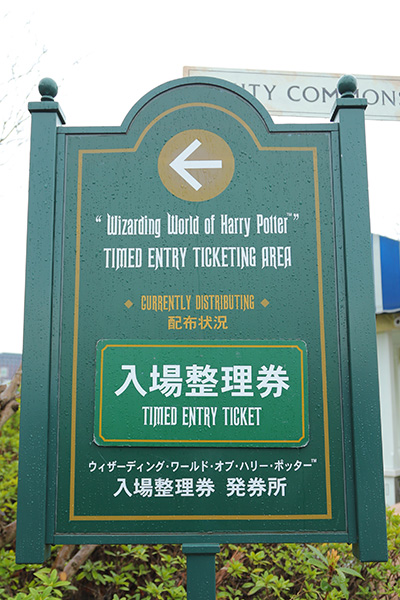 ITY COMMONS
“ Wizarding World of Harry Potter™”
TIMED ENTRY TICKETING AREA
CURRENTLY DISTRIBUTING
配布状況
入場整理券
TIMED ENTRY TICKET
ウィザーディング・ワールド・オブ・ハリー・ポッター™
入場整理券 発券所